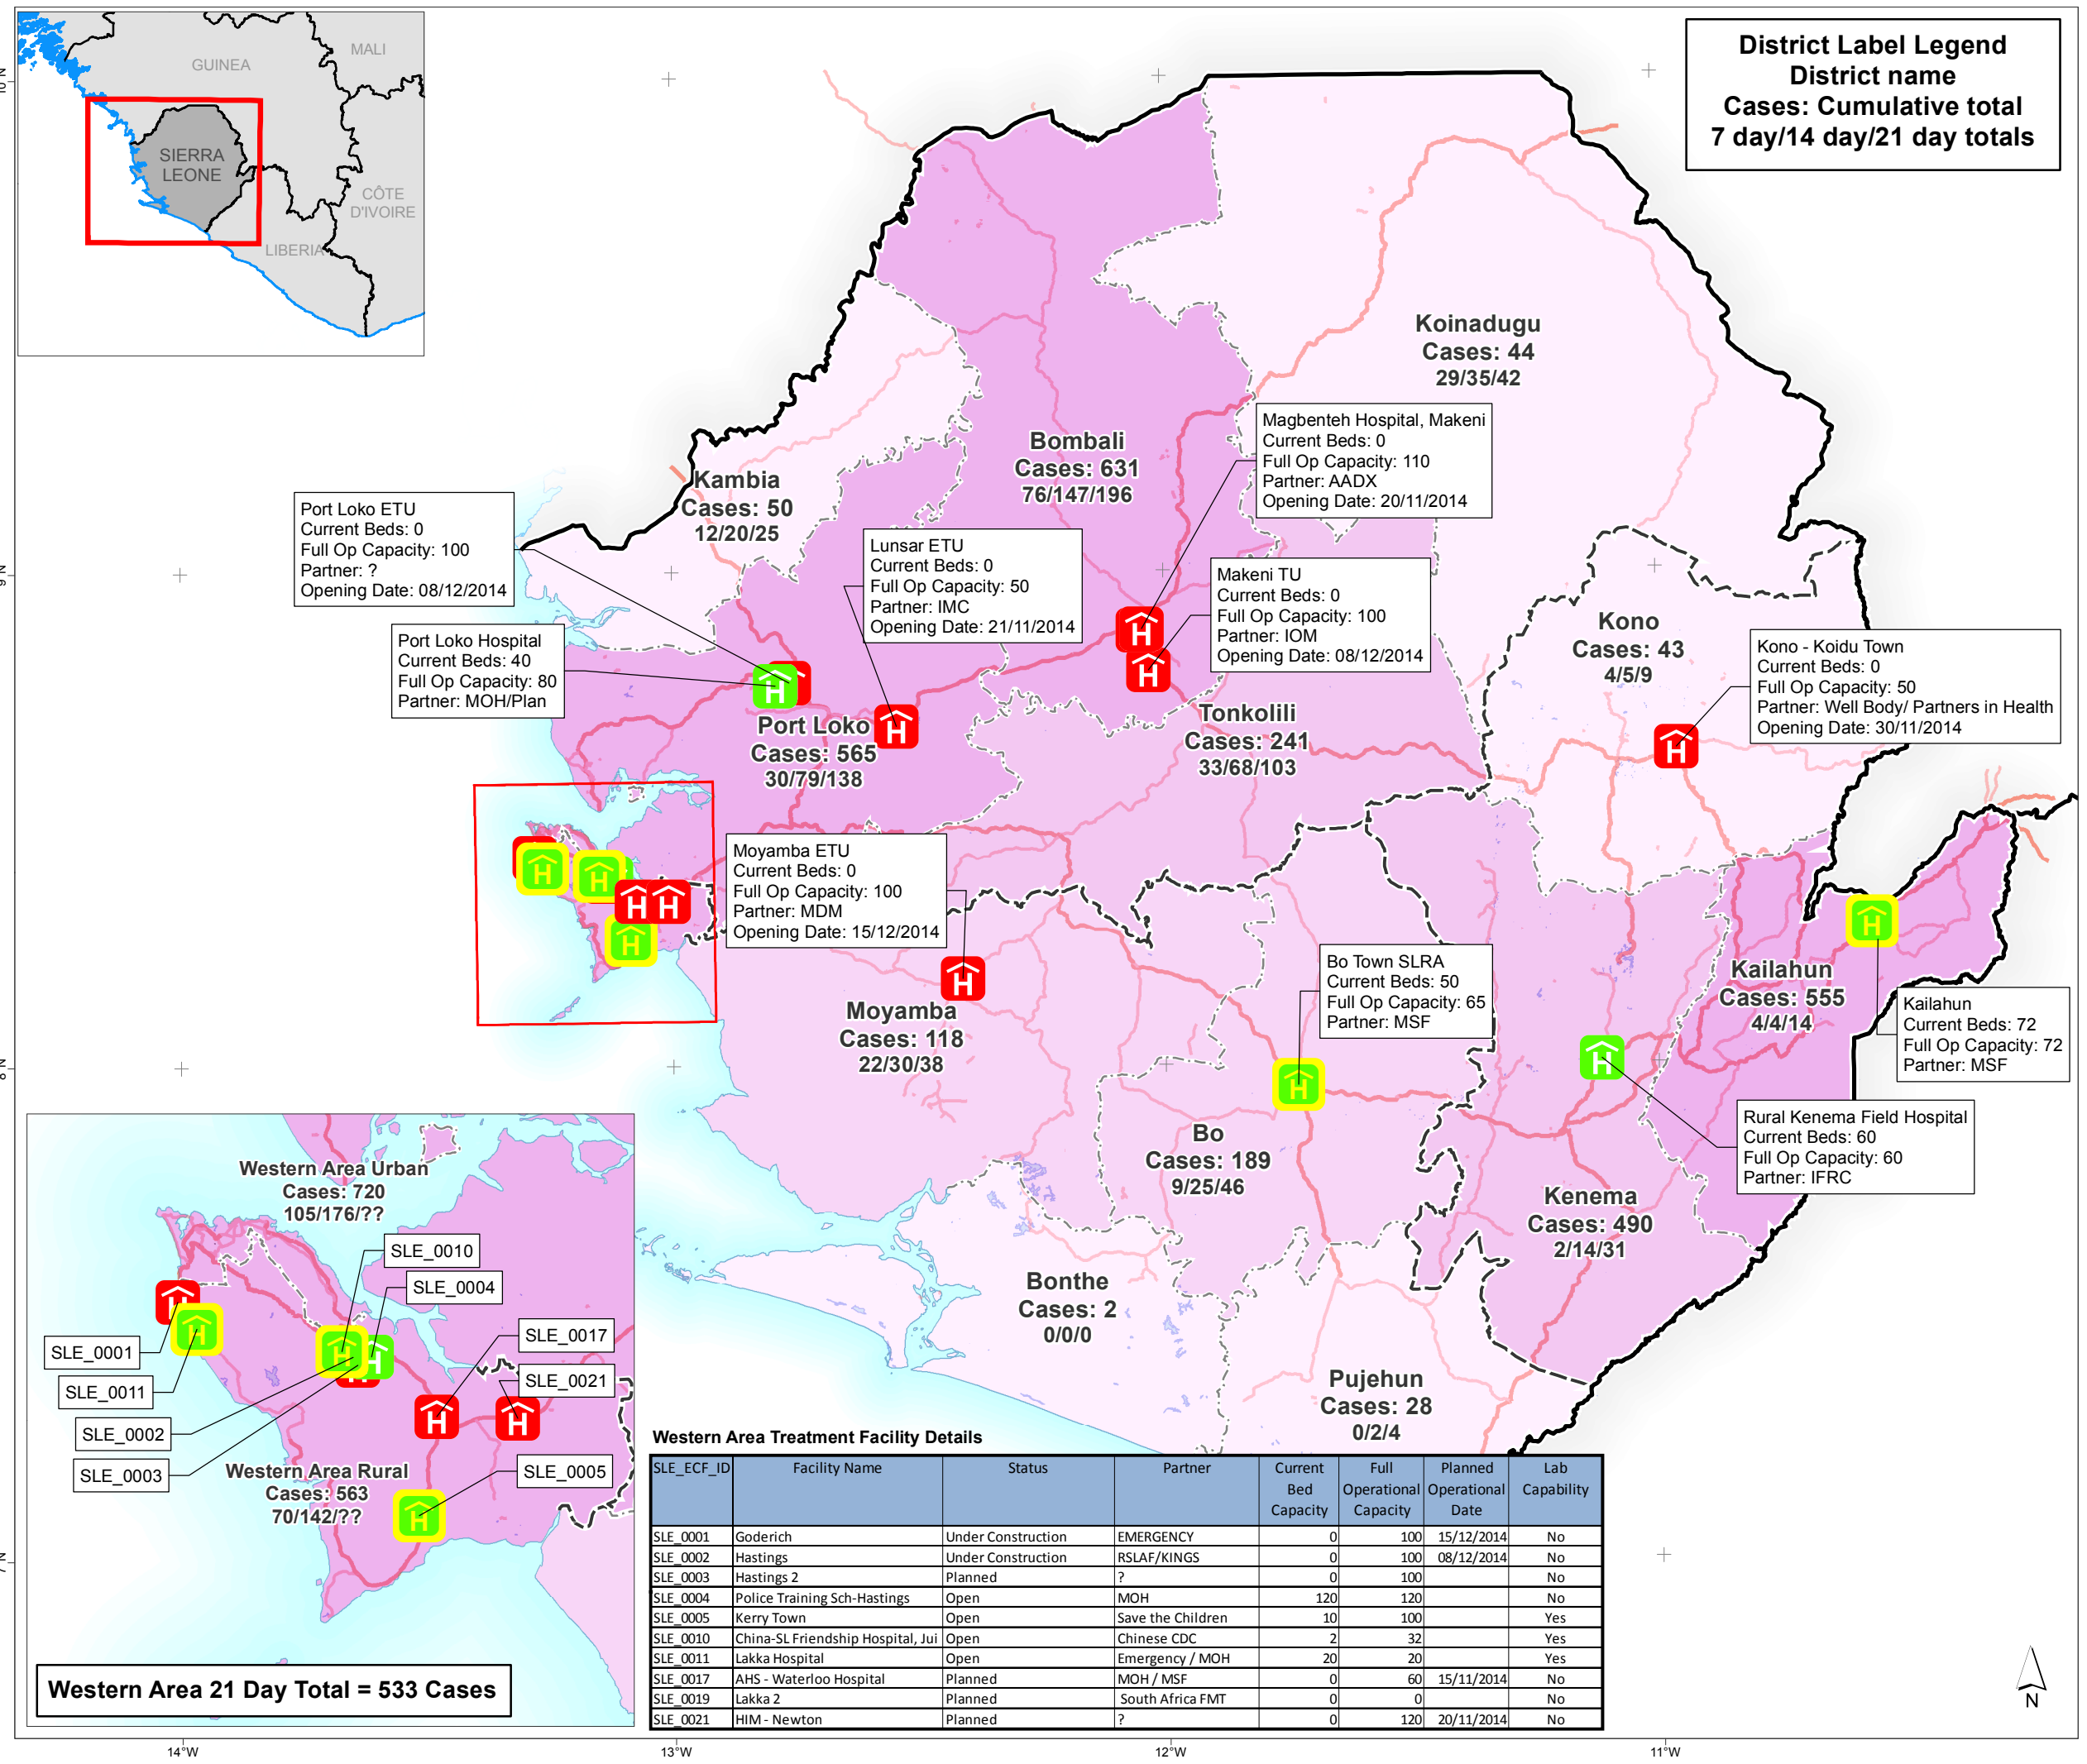 GUINEA
MALI
SIERRA
LEONE
CÔTE
D'IVOIRE
LIBERIA
District Label Legend
District name
Cases: Cumulative total
7 day/14 day/21 day totals
Koinadugu
Cases: 44
29/35/42
Magbenteh Hospital, Makeni
Current Beds: 0
Full Op Capacity: 110
Partner: AADX
Opening Date: 20/11/2014
Bombali
Cases: 631
76/147/196
Kambia
Cases: 50
12/20/25
Port Loko ETU
Current Beds: 0
Full Op Capacity: 100
Partner: ?
Opening Date: 08/12/2014
Lunsar ETU
Current Beds: 0
Full Op Capacity: 50
Partner: IMC
Opening Date: 21/11/2014
Makeni TU
Current Beds: 0
Full Op Capacity: 100
Partner: IOM
Opening Date: 08/12/2014
Port Loko Hospital
Current Beds: 40
Full Op Capacity: 80
Partner: MOH/Plan
Kono
Cases: 43
4/5/9
Kono - Koidu Town
Current Beds: 0
Full Op Capacity: 50
Partner: Well Body/ Partners in Health
Opening Date: 30/11/2014
Port Loko
Cases: 565
30/79/138
Tonkolili
Cases: 241
33/68/103
Moyamba ETU
Current Beds: 0
Full Op Capacity: 100
Partner: MDM
Opening Date: 15/12/2014
Moyamba
Cases: 118
22/30/38
Bo Town SLRA
Current Beds: 50
Full Op Capacity: 65
Partner: MSF
Kailahun
Cases: 555
4/4/14
Kailahun
Current Beds: 72
Full Op Capacity: 72
Partner: MSF
Rural Kenema Field Hospital
Current Beds: 60
Full Op Capacity: 60
Partner: IFRC
Bo
Cases: 189
9/25/46
Kenema
Cases: 490
2/14/31
Bonthe
Cases: 2
0/0/0
Pujehun
Cases: 28
0/2/4
Western Area Urban
Cases: 720
105/176/??
SLE_0010
SLE_0004
SLE_0017
SLE_0001
SLE_0021
SLE_0011
SLE_0002
SLE_0003
SLE_0005
Western Area Rural
Cases: 563
70/142/??
Western Area 21 Day Total = 533 Cases
Western Area Treatment Facility Details
SLE_ECF_ID Facility Name Status Partner Current Bed Capacity Full Operational Capacity Planned Operational Date Lab Capability
SLE_0001 Goderich Under Construction EMERGENCY 0 100 15/12/2014 No
SLE_0002 Hastings Under Construction RSLAF/KINGS 0 100 08/12/2014 No
SLE_0003 Hastings 2 Planned ? 0 100 No
SLE_0004 Police Training Sch-Hastings Open MOH 120 120 No
SLE_0005 Kerry Town Open Save the Children 10 100 Yes
SLE_0010 China-SL Friendship Hospital, Jui Open Chinese CDC 2 32 Yes
SLE_0011 Lakka Hospital Open Emergency / MOH 20 20 Yes
SLE_0017 AHS - Waterloo Hospital Planned MOH / MSF 0 60 15/11/2014 No
SLE_0019 Lakka 2 Planned South Africa FMT 0 0 No
SLE_0021 HIM - Newton Planned ? 0 120 20/11/2014 No
N
14°W
13°W
12°W
11°W